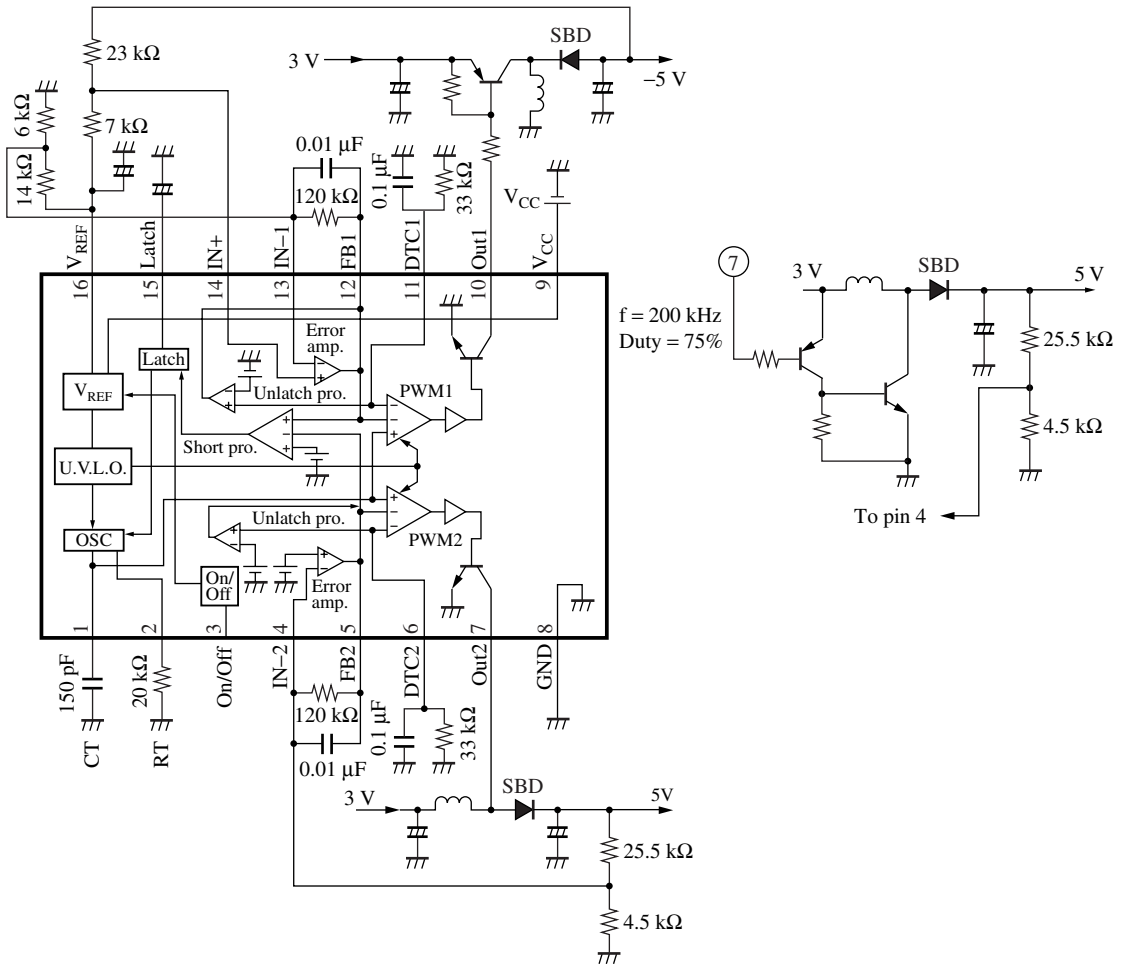 SBD
23 kΩ
3 V
−5 V
6 kΩ
7 kΩ
14 kΩ
0.01 µF
120 kΩ
0.1 µF
33 kΩ
V_CC
V_REF
Latch
IN+
IN−1
FB1
DTC1
Out1
V_CC
16
15
14
13
12
11
10
9
Error
amp.
Latch
V_REF
Unlatch pro.
PWM1
Short pro.
U.V.L.O.
Unlatch pro.
PWM2
OSC
On/
Off
Error
amp.
1
2
3
4
5
6
7
8
CT
150 pF
RT
20 kΩ
On/Off
IN−2
FB2
DTC2
Out2
GND
120 kΩ
0.01 µF
0.1 µF
33 kΩ
3 V
SBD
5V
25.5 kΩ
4.5 kΩ
7
f = 200 kHz
Duty = 75%
3 V
SBD
5 V
25.5 kΩ
4.5 kΩ
To pin 4